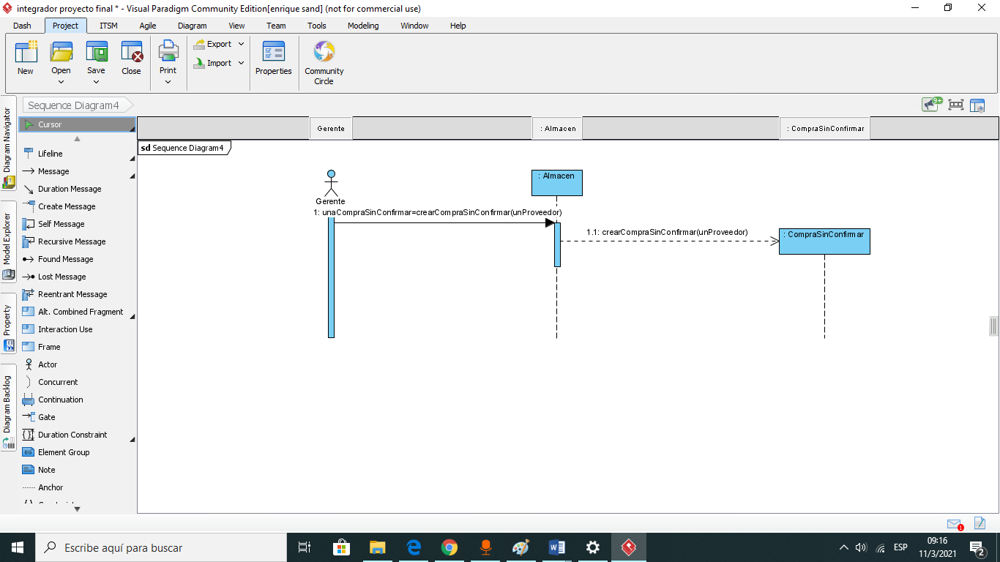 integrador proyecto final * - Visual Paradigm Community Edition[enrique sand] (not for commercial use)
Dash Project ITSM Agile Diagram View Team Tools Modeling Window Help
New Open Save Close Print Export Import Properties Community Circle
Sequence Diagram4
9+
Diagram Navigator
Model Explorer
Property
Diagram Backlog
Cursor
Lifeline
Message
Duration Message
Create Message
Self Message
Recursive Message
Found Message
Lost Message
Reentrant Message
Alt. Combined Fragment
Interaction Use
Frame
Actor
Concurrent
Continuation
Gate
Duration Constraint
EG Element Group
Note
Anchor
Gerente : Almacen : CompraSinConfirmar
sd Sequence Diagram4
: Almacen
Gerente
1: unaCompraSinConfirmar=crearCompraSinConfirmar(unProveedor)
1.1: crearCompraSinConfirmar(unProveedor)
: CompraSinConfirmar
1
Escribe aquí para buscar
ESP
09:16
11/3/2021
2